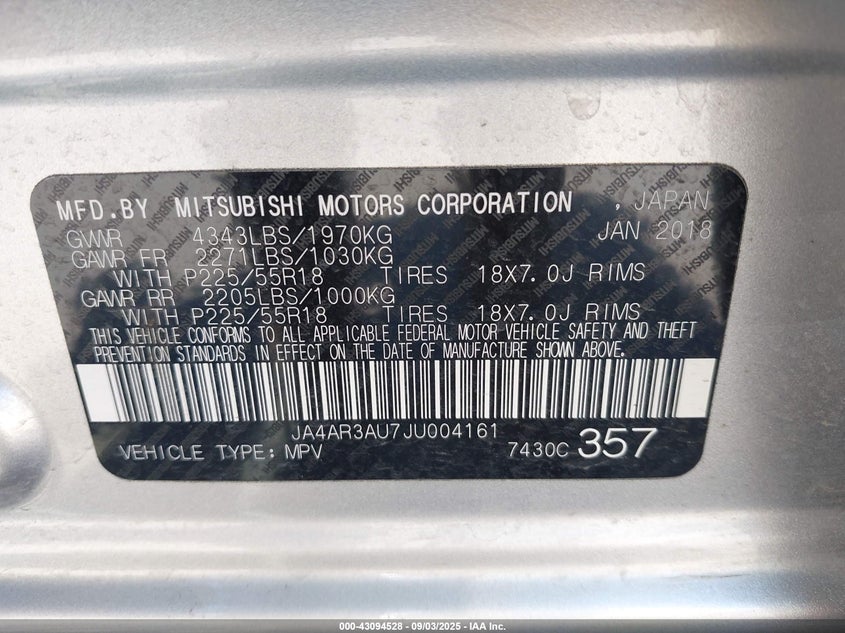 MFD.BY MITSUBISHI MOTORS CORPORATION , JAPAN
GVWR 4343LBS/1970KG JAN 2018
GAWR FR 2271LBS/1030KG
WITH P225/55R18 TIRES 18X7.0J RIMS
GAWR RR 2205LBS/1000KG
WITH P225/55R18 TIRES 18X7.0J RIMS
THIS VEHICLE CONFORMS TO ALL APPLICABLE FEDERAL MOTOR VEHICLE SAFETY AND THEFT
PREVENTION STANDARDS IN EFFECT ON THE DATE OF MANUFACTURE SHOWN ABOVE.
JA4AR3AU7JU004161
VEHICLE TYPE: MPV 7430C 357
000-43094528 - 09/03/2025 - IAA Inc.